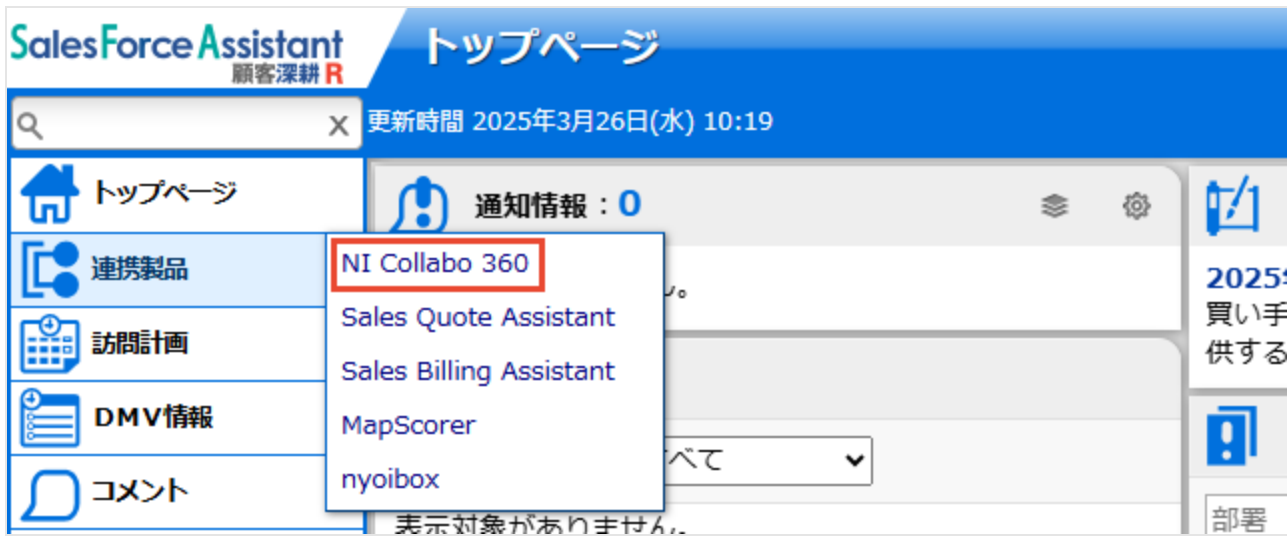 SalesForce Assistant
顧客深耕 R
トップページ
X
更新時間 2025年3月26日(水) 10:19
トップページ
連携製品
訪問計画
DMV情報
コメント
NI Collabo 360
Sales Quote Assistant
Sales Billing Assistant
MapScorer
nyoibox
通知情報:0
ん。
べて
表示対象がありません。
2025
買い手
供する
部署